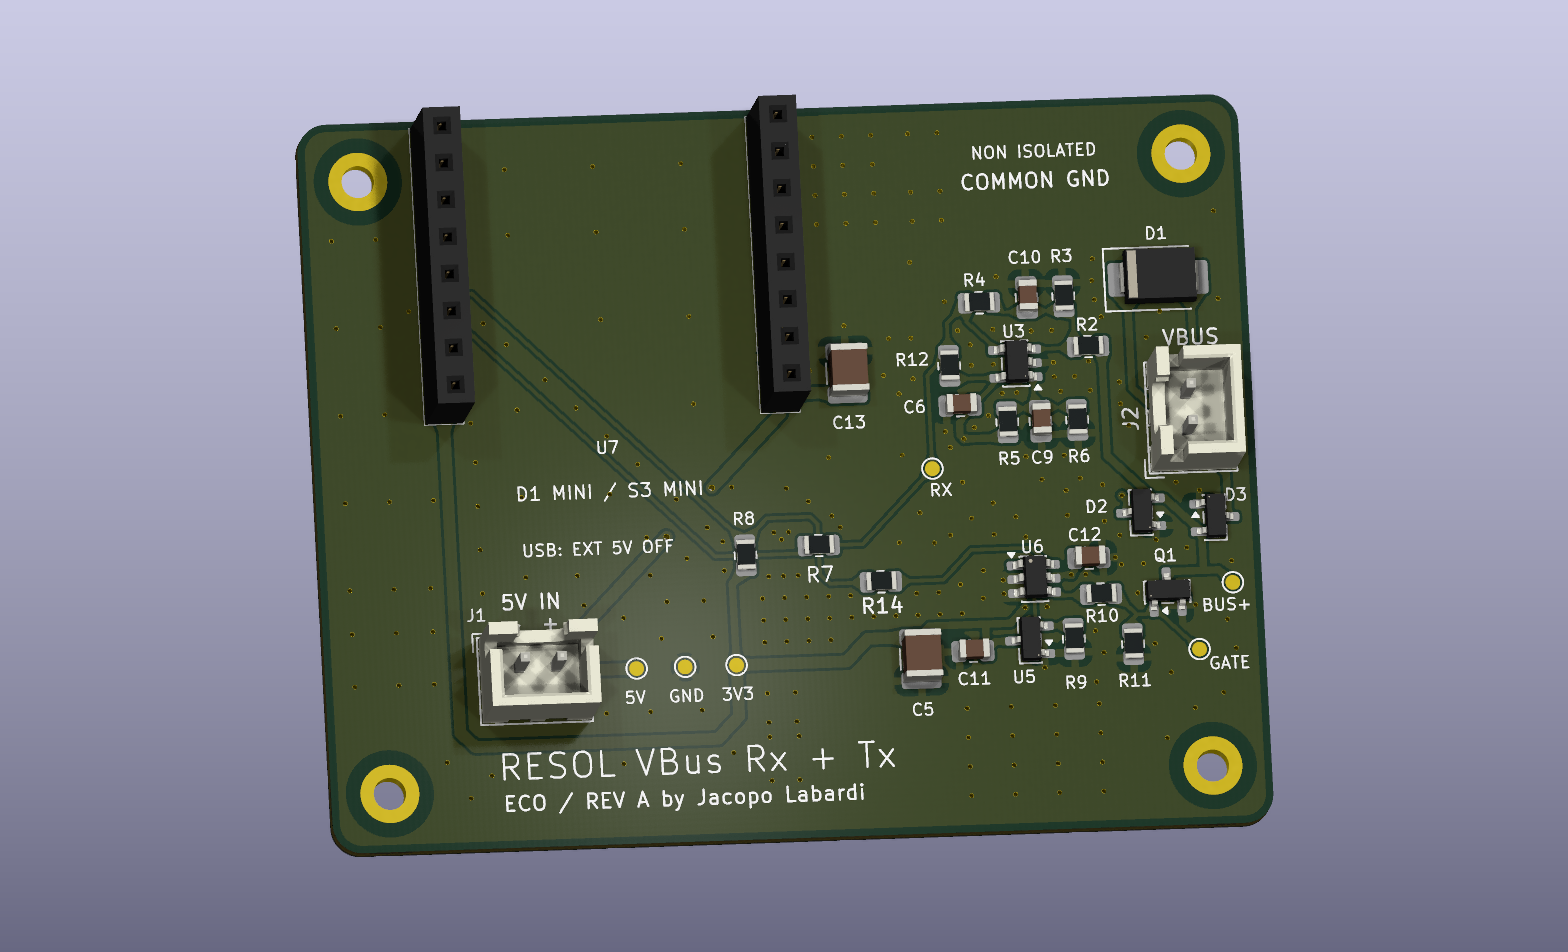 NON ISOLATED
COMMON GND
D1
C10 R3
R4
U3
R2
VBUS
R12
C6
J2
C13
U7
R5 C9 R6
D1 MINI / S3 MINI
RX
D3
D2
R8
USB: EXT 5V OFF
U6
C12
Q1
R7
R14
5V IN
J1
+
R10
BUS+
GATE
5V
GND
3V3
C11
U5
R9
R11
C5
RESOL VBus Rx + Tx
ECO / REV A by Jacopo Labardi